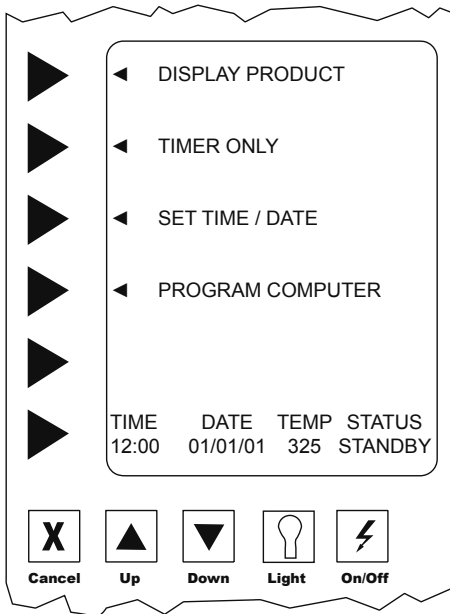 DISPLAY PRODUCT
TIMER ONLY
SET TIME / DATE
PROGRAM COMPUTER
TIME DATE TEMP STATUS
12:00 01/01/01 325 STANDBY
X
Cancel Up Down Light On/Off